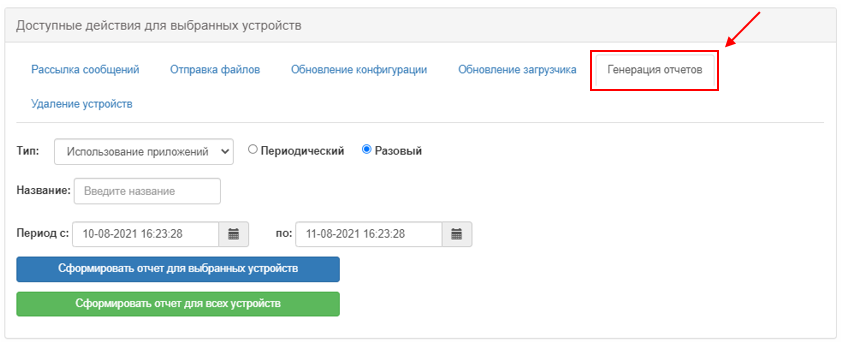 Доступные действия для выбранных устройств
Рассылка сообщений Отправка файлов Обновление конфигурации Обновление загрузчика Генерация отчетов
Удаление устройств
Тип: Использование приложений Периодический Разовый
Название: Введите название
Период с: 10-08-2021 16:23:28 по: 11-08-2021 16:23:28
Сформировать отчет для выбранных устройств
Сформировать отчет для всех устройств